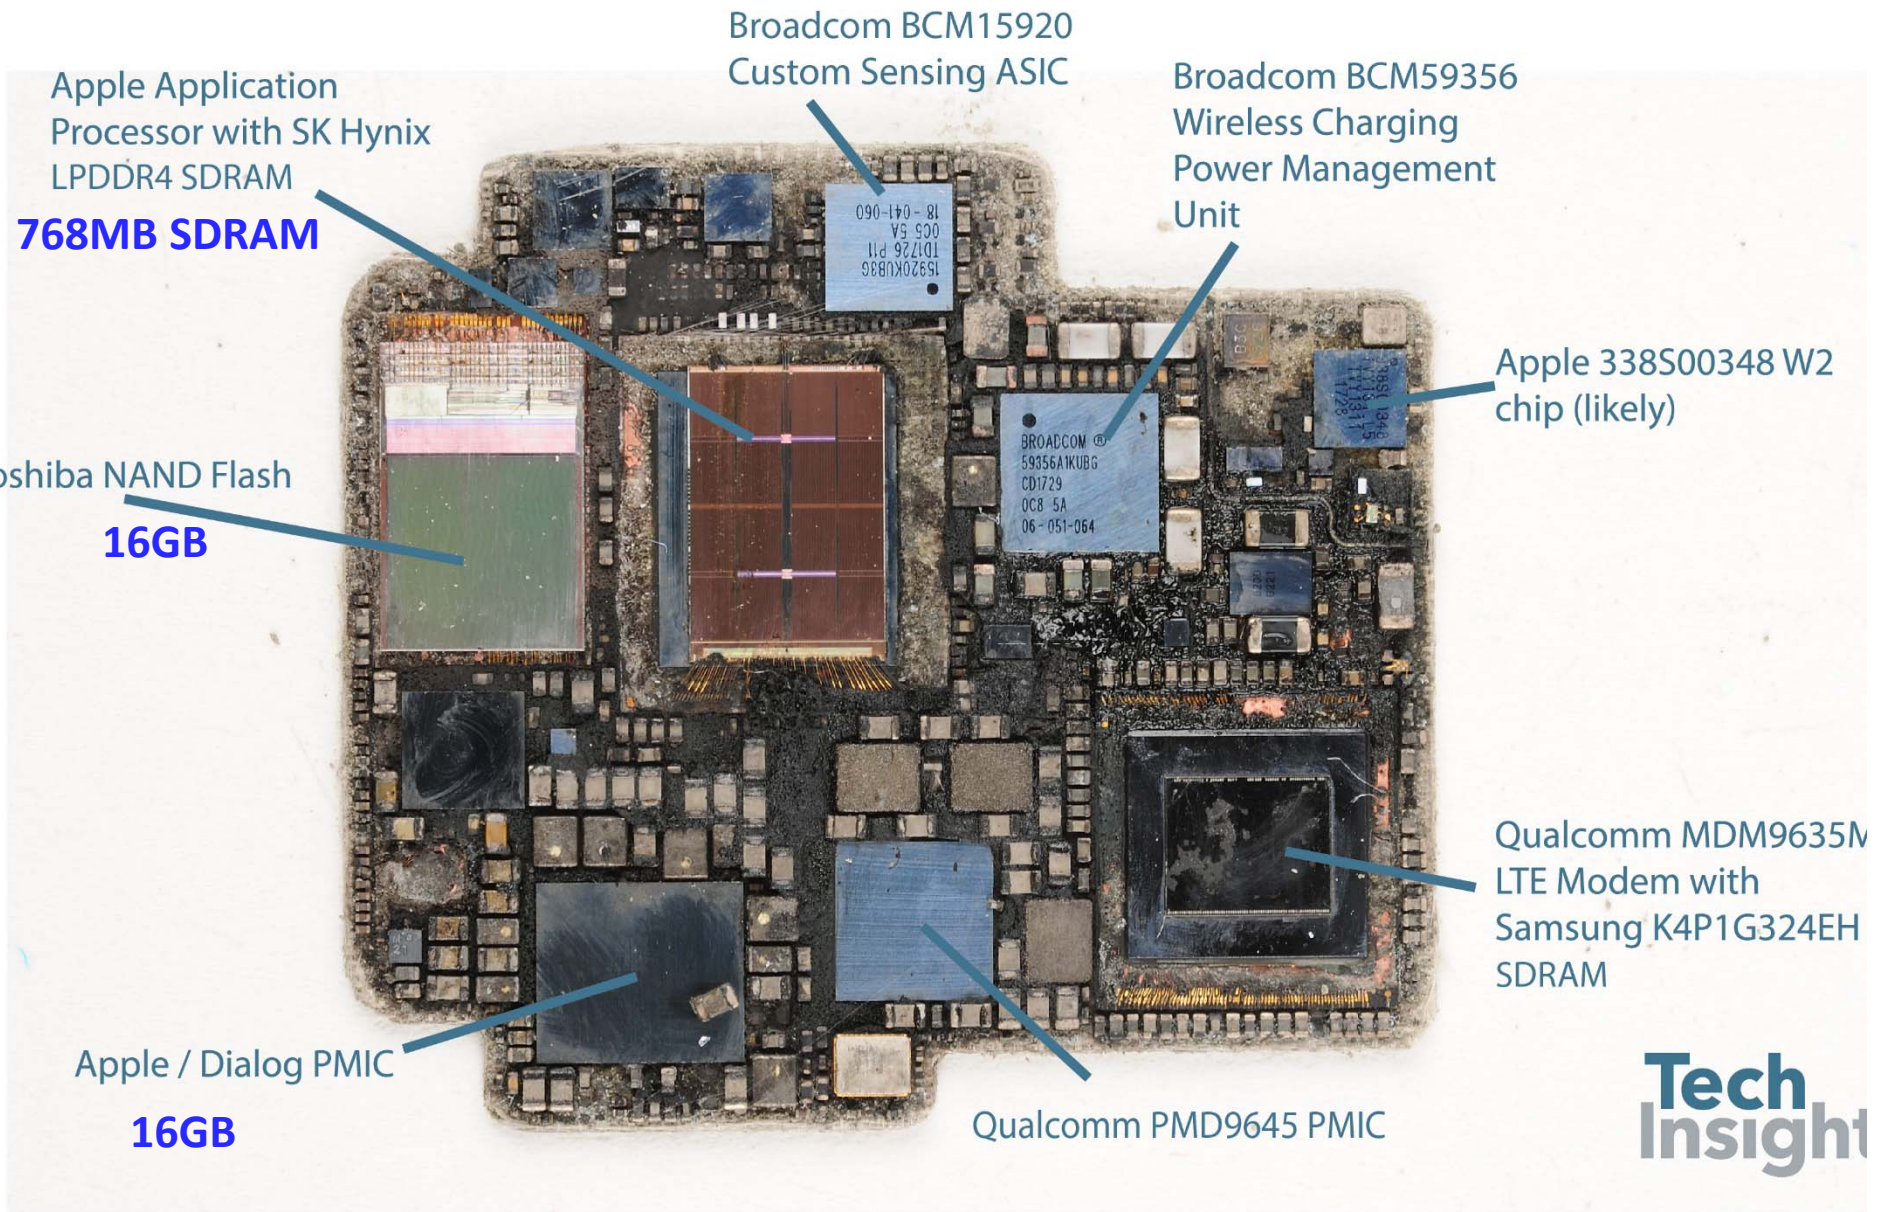 Broadcom BCM15920
Custom Sensing ASIC
Apple Application
Processor with SK Hynix
LPDDR4 SDRAM
768MB SDRAM
Broadcom BCM59356
Wireless Charging
Power Management
Unit
15920KUB3G
TD1726 P11
0C5 5A
18 - 041-060
Apple 338S00348 W2
chip (likely)
BROADCOM ®
59356A1KUBG
CD1729
0C8 5A
06 - 051-064
oshiba NAND Flash
16GB
Qualcomm MDM9635M
LTE Modem with
Samsung K4P1G324EH
SDRAM
Apple / Dialog PMIC
16GB
Qualcomm PMD9645 PMIC
Tech
Insight